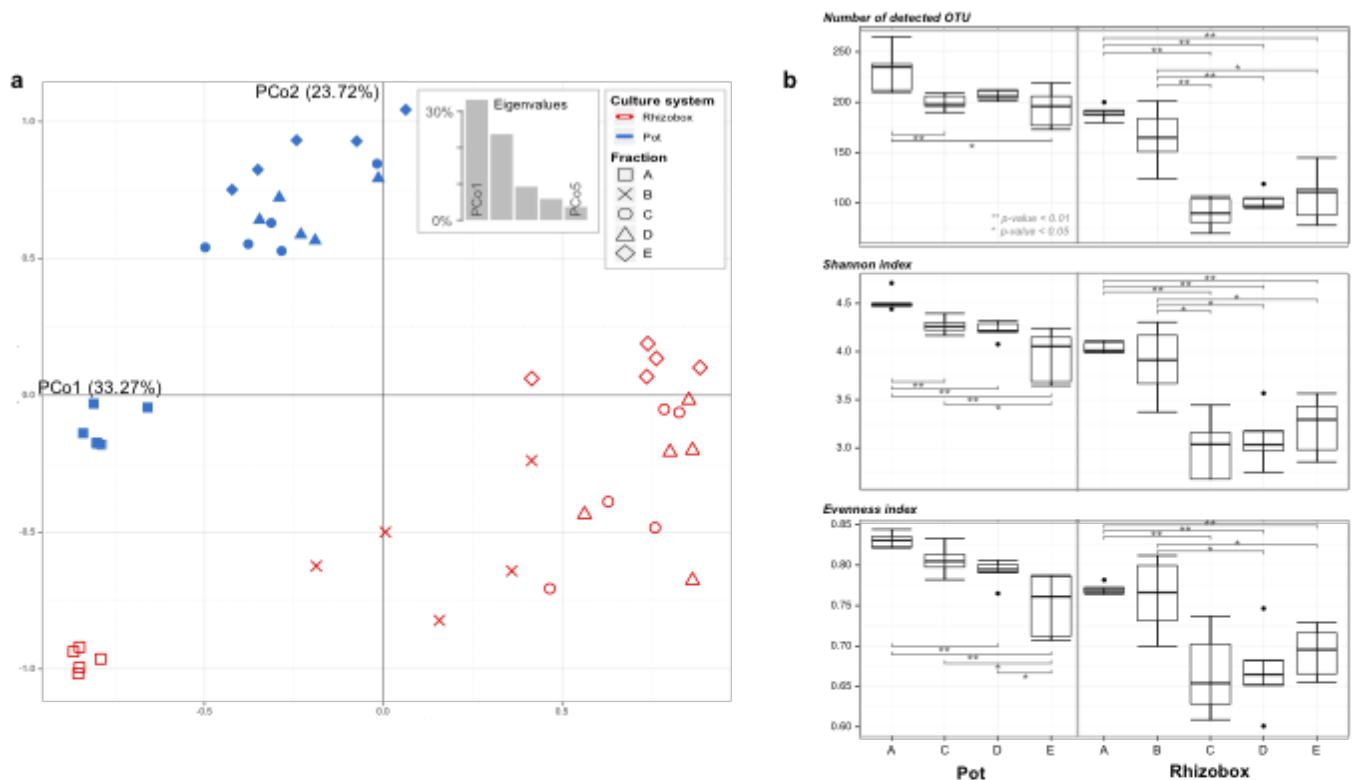 a
PCo2 (23.72%)
PCo1 (33.27%)
1.0
0.5
0.0
-0.5
-1.0
-0.5
0.0
0.5
30%
0%
Eigenvalues
PCo1
PCo5
Culture system
Rhizobox
Pot
Fraction
A
B
C
D
E
b
Number of detected OTU
250
200
150
100
** p-value < 0.01
* p-value < 0.05
Shannon index
4.5
4.0
3.5
3.0
Evenness index
0.85
0.80
0.75
0.70
0.65
0.60
A C D E A B C D E
Pot Rhizobox